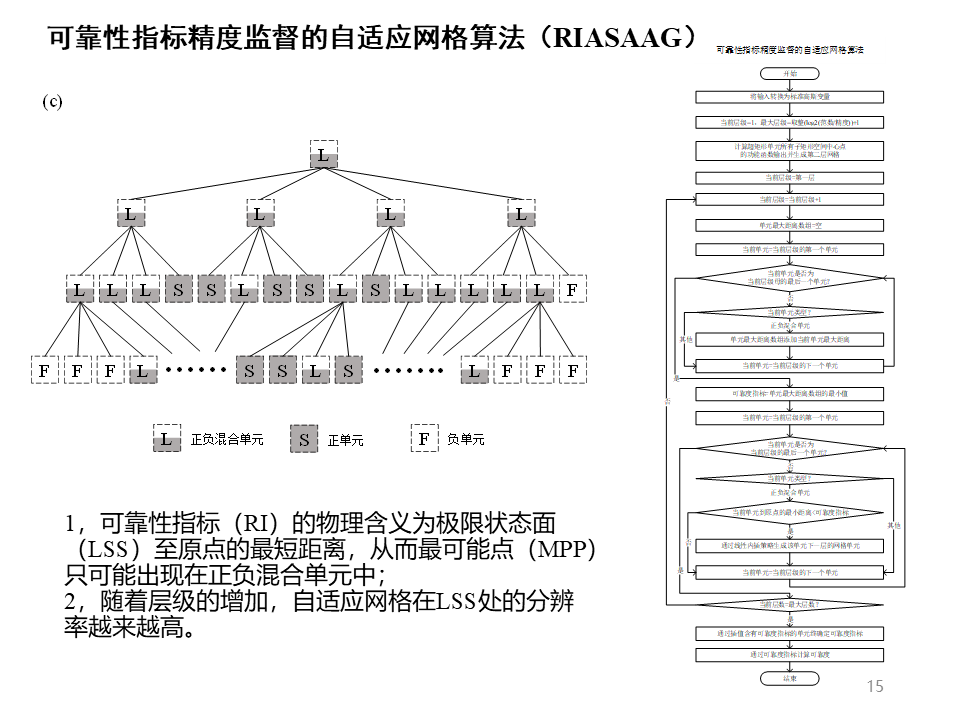 可靠性指标精度监督的自适应网格算法（RIASAAG）
(c)
L
L L L L
L L L S S L S S L S L L L L L F
F F F L ······ S S L S ······· L F F F
L 正负混合单元 S 正单元 F 负单元
1，可靠性指标（RI）的物理含义为极限状态面
（LSS）至原点的最短距离，从而最可能点（MPP）
只可能出现在正负混合单元中；
2，随着层级的增加，自适应网格在LSS处的分辨
率越来越高。
可靠性指标精度监督的自适应网格算法
开始
将输入转换为标准高斯变量
当前层级=1，最大层级=取整(log2(范数/精度))+1
计算超矩形单元所有子矩形空间中心点
的功能函数输出并生成第二层网格
当前层级=第一层
当前层级=当前层级+1
单元最大距离数组=空
当前单元=当前层级的第一个单元
当前单元是否为
当前层级的最后一个单元？
否
当前单元类型？
其他
正负混合单元
单元最大距离数组添加当前单元最大距离
当前单元=当前层级的下一个单元
是
可靠度指标=单元最大距离数组的最小值
否
当前单元=当前层级的第一个单元
当前单元是否为
当前层级的最后一个单元？
否
当前单元类型？
正负混合单元
当前单元到原点的最小距离<可靠度指标
其他
否
是
通过线性内插策略生成该单元下一层的网格单元
是
当前单元=当前层级的下一个单元
当前层数=最大层数？
是
通过插值含有可靠度指标的单元终确定可靠度指标
通过可靠度指标计算可靠度
结束
15